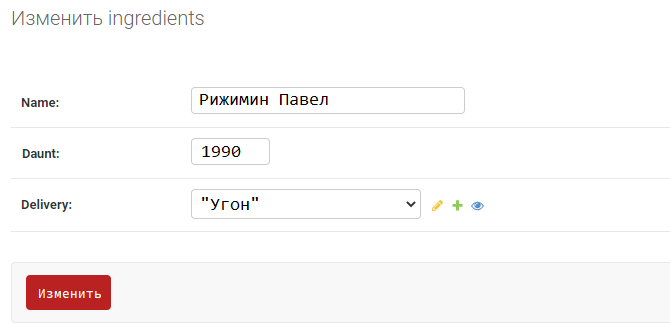 Изменить ingredients
Name: Рижимин Павел
Daunt: 1990
Delivery: "Угон"
Изменить